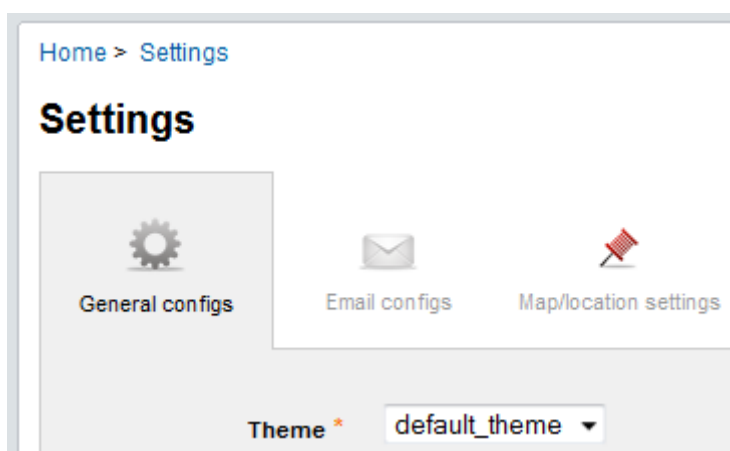 Home > Settings
Settings
General configs
Email configs
Map/location settings
Theme *
default_theme